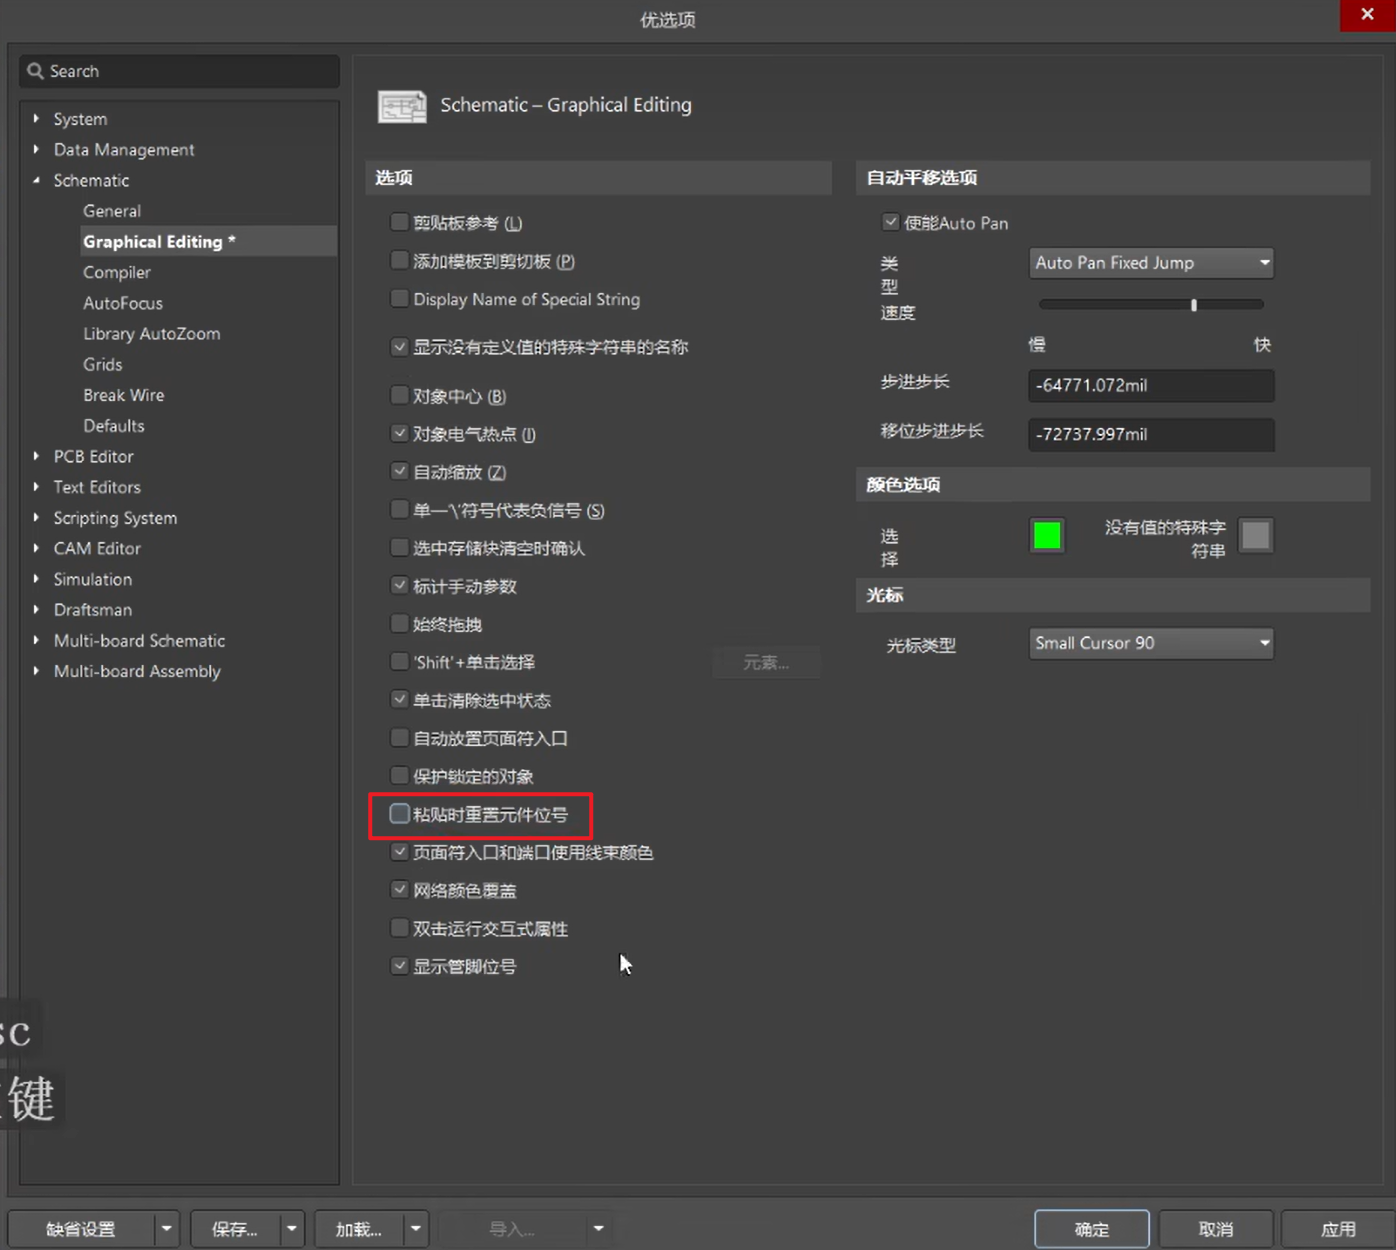 优选项
Search
System
Data Management
Schematic
General
Graphical Editing *
Compiler
AutoFocus
Library AutoZoom
Grids
Break Wire
Defaults
PCB Editor
Text Editors
Scripting System
CAM Editor
Simulation
Draftsman
Multi-board Schematic
Multi-board Assembly
Schematic – Graphical Editing
选项
剪贴板参考 (L)
添加模板到剪切板 (P)
Display Name of Special String
显示没有定义值的特殊字符串的名称
对象中心 (B)
对象电气热点 (I)
自动缩放 (Z)
单一'\'符号代表负信号 (S)
选中存储块清空时确认
标计手动参数
始终拖拽
'Shift'+单击选择
元素...
单击清除选中状态
自动放置页面符入口
保护锁定的对象
粘贴时重置元件位号
页面符入口和端口使用线束颜色
网络颜色覆盖
双击运行交互式属性
显示管脚位号
自动平移选项
使能Auto Pan
类
型
Auto Pan Fixed Jump
速度
慢
快
步进步长
-64771.072mil
移位步进步长
-72737.997mil
颜色选项
选
择
没有值的特殊字
符串
光标
光标类型
Small Cursor 90
sc
键
缺省设置
保存...
加载...
导入...
确定
取消
应用